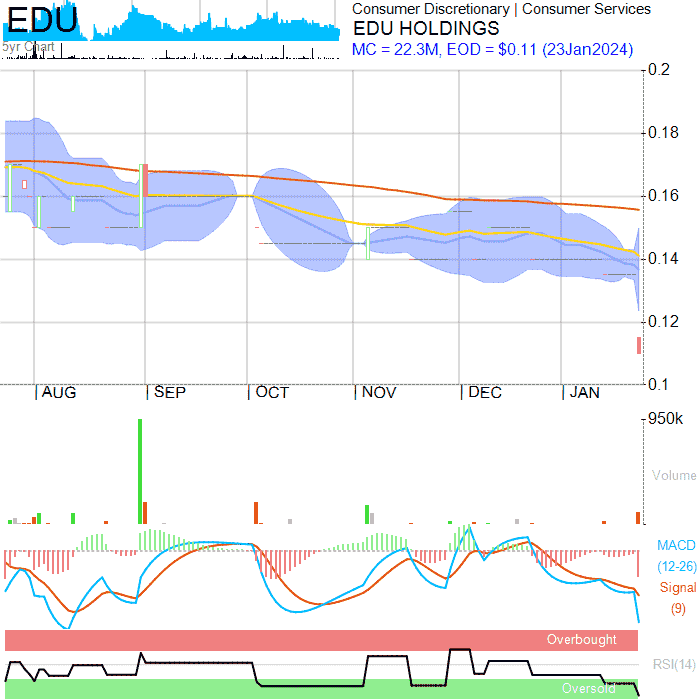 EDU
5yr Chart
Consumer Discretionary | Consumer Services
EDU HOLDINGS
MC = 22.3M, EOD = $0.11 (23Jan2024)
0.2
0.18
0.16
0.14
0.12
0.1
| AUG | SEP | OCT | NOV | DEC | JAN
950k
Volume
MACD
(12-26)
Signal
(9)
Overbought
RSI(14)
Oversold